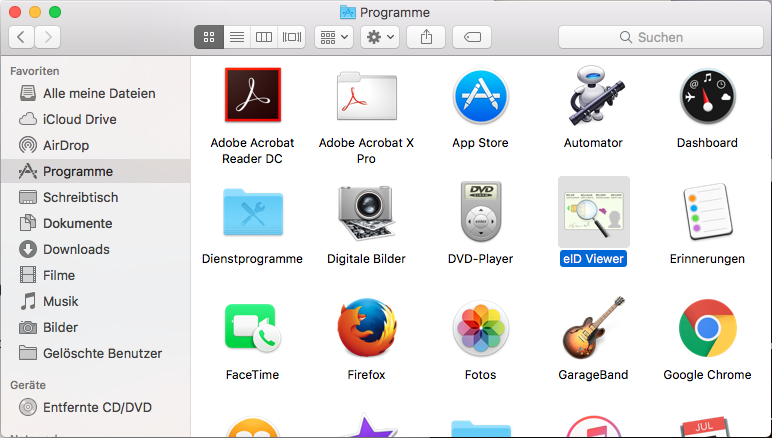 Programme
Suchen
Favoriten
Alle meine Dateien
iCloud Drive
AirDrop
Programme
Schreibtisch
Dokumente
Downloads
Filme
Musik
Bilder
Gelöschte Benutzer
Geräte
Entfernte CD/DVD
Adobe Acrobat
Reader DC
Adobe Acrobat X
Pro
App Store
Automator
Dashboard
Dienstprogramme
Digitale Bilder
DVD
DVD-Player
eID Viewer
Erinnerungen
FaceTime
Firefox
Fotos
GarageBand
Google Chrome
JUL